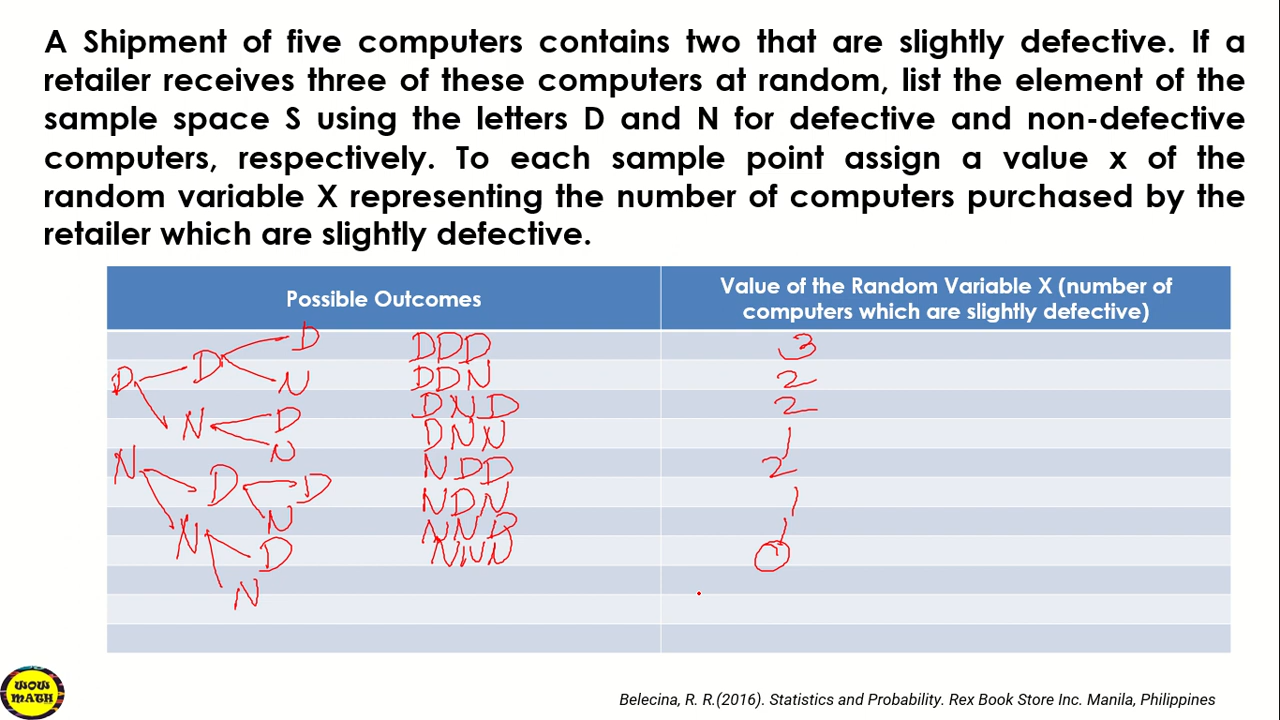 A Shipment of five computers contains two that are slightly defective. If a
retailer receives three of these computers at random, list the element of the
sample space S using the letters D and N for defective and non-defective
computers, respectively. To each sample point assign a value x of the
random variable X representing the number of computers purchased by the
retailer which are slightly defective.
Possible Outcomes
Value of the Random Variable X (number of
computers which are slightly defective)
D
D
D
N
N
D
N
N
D
D
N
N
D
N
DDD
DDN
DND
DNN
NDD
NDN
NND
NNN
3
2
2
1
2
1
1
0
WOW
MATH
Belecina, R. R.(2016). Statistics and Probability. Rex Book Store Inc. Manila, Philippines